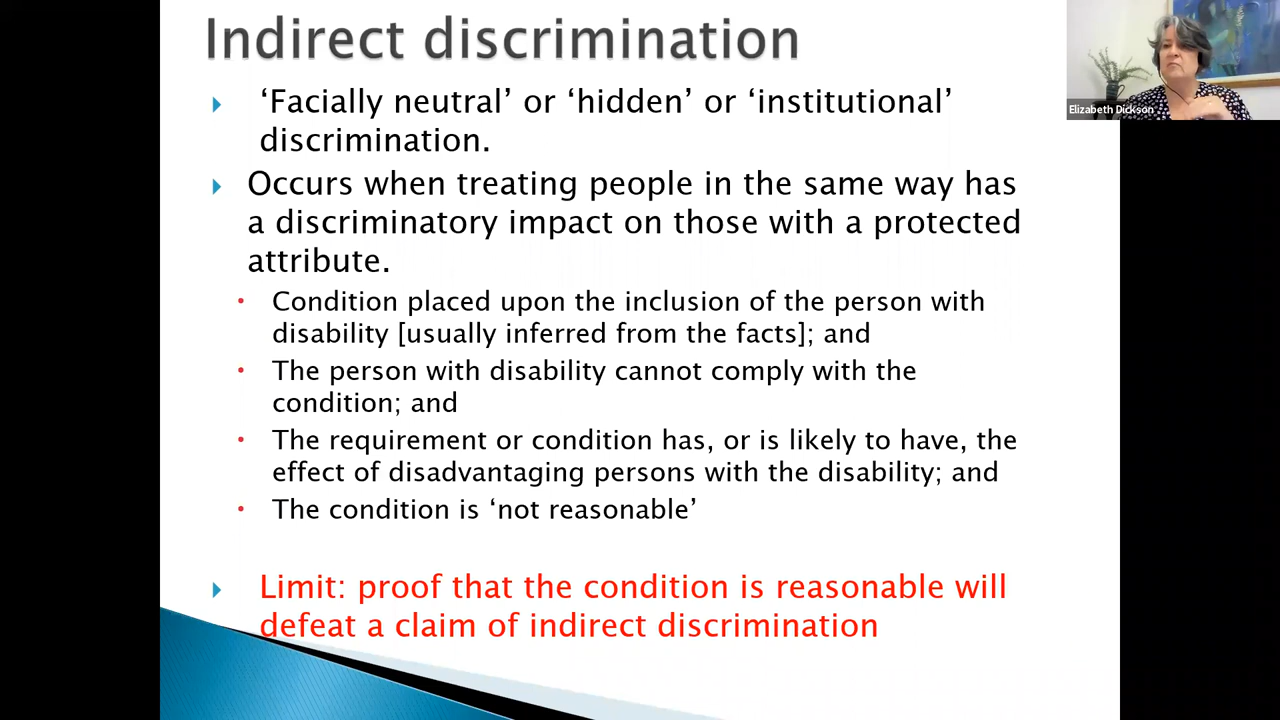 Indirect discrimination
‘Facially neutral’ or ‘hidden’ or ‘institutional’
discrimination.
Occurs when treating people in the same way has
a discriminatory impact on those with a protected
attribute.
Condition placed upon the inclusion of the person with
disability [usually inferred from the facts]; and
The person with disability cannot comply with the
condition; and
The requirement or condition has, or is likely to have, the
effect of disadvantaging persons with the disability; and
The condition is ‘not reasonable’
Limit: proof that the condition is reasonable will
defeat a claim of indirect discrimination
Elizabeth Dickson